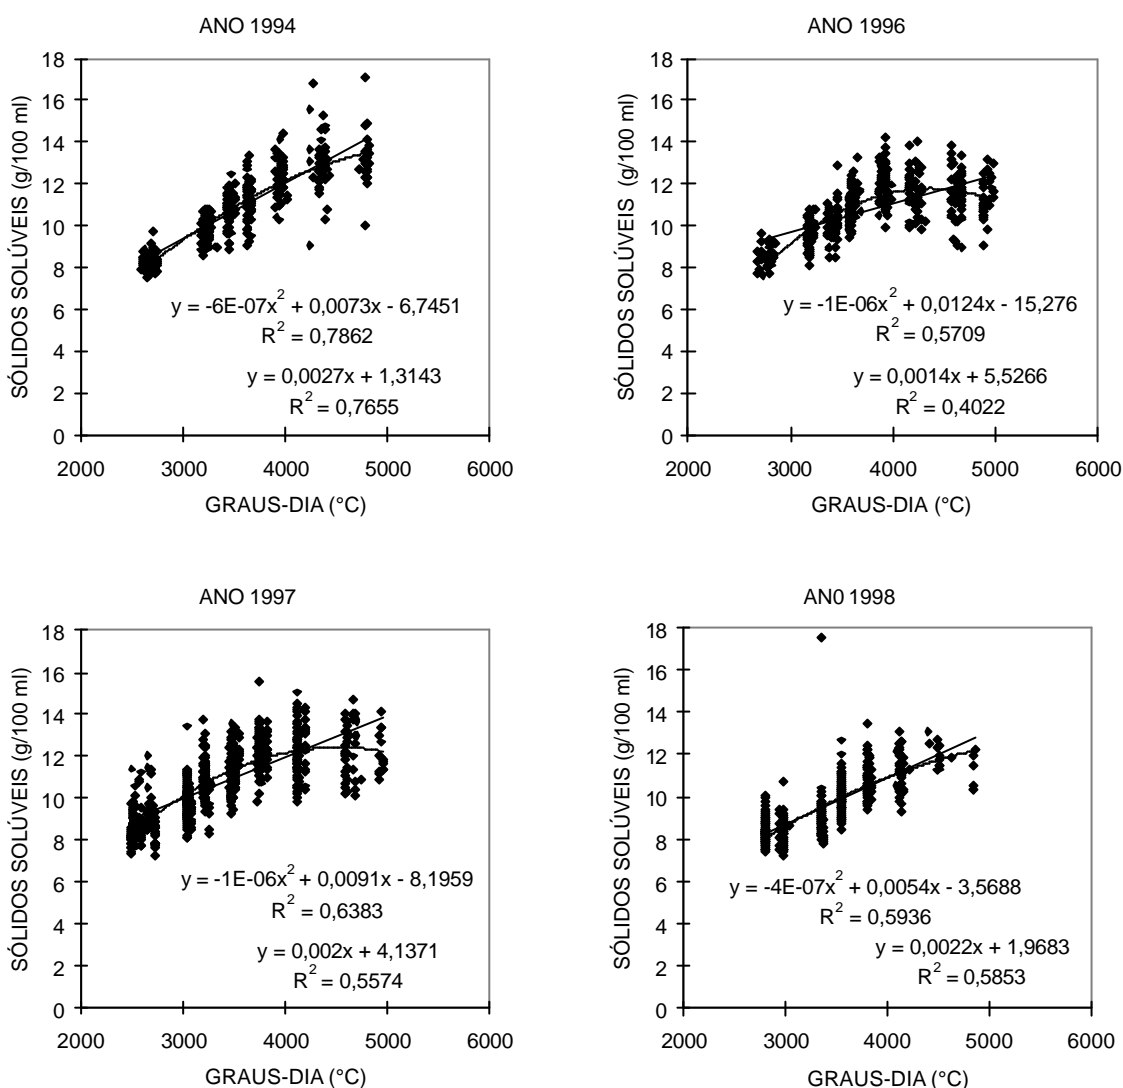 ANO 1994
SÓLIDOS SOLÚVEIS (g/100 ml)
18
16
14
12
10
8
6
4
2
0
y = -6E-07x² + 0,0073x - 6,7451
R² = 0,7862
y = 0,0027x + 1,3143
R² = 0,7655
2000 3000 4000 5000 6000
GRAUS-DIA (°C)
ANO 1996
SÓLIDOS SOLÚVEIS (g/100 ml)
18
16
14
12
10
8
6
4
2
0
y = -1E-06x² + 0,0124x - 15,276
R² = 0,5709
y = 0,0014x + 5,5266
R² = 0,4022
2000 3000 4000 5000 6000
GRAUS-DIA (°C)
ANO 1997
SÓLIDOS SOLÚVEIS (g/100 ml)
18
16
14
12
10
8
6
4
2
0
y = -1E-06x² + 0,0091x - 8,1959
R² = 0,6383
y = 0,002x + 4,1371
R² = 0,5574
2000 3000 4000 5000 6000
GRAUS-DIA (°C)
AN0 1998
SÓLIDOS SOLÚVEIS (g/100 ml)
18
16
14
12
10
8
6
4
2
0
y = -4E-07x² + 0,0054x - 3,5688
R² = 0,5936
y = 0,0022x + 1,9683
R² = 0,5853
2000 3000 4000 5000 6000
GRAUS-DIA (°C)